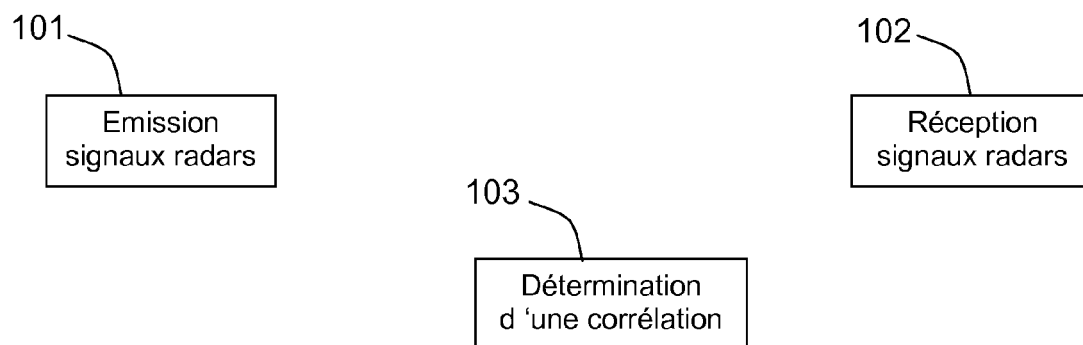 101
102
Emission
signaux radars
Réception
signaux radars
103
Détermination
d ‘une corrélation